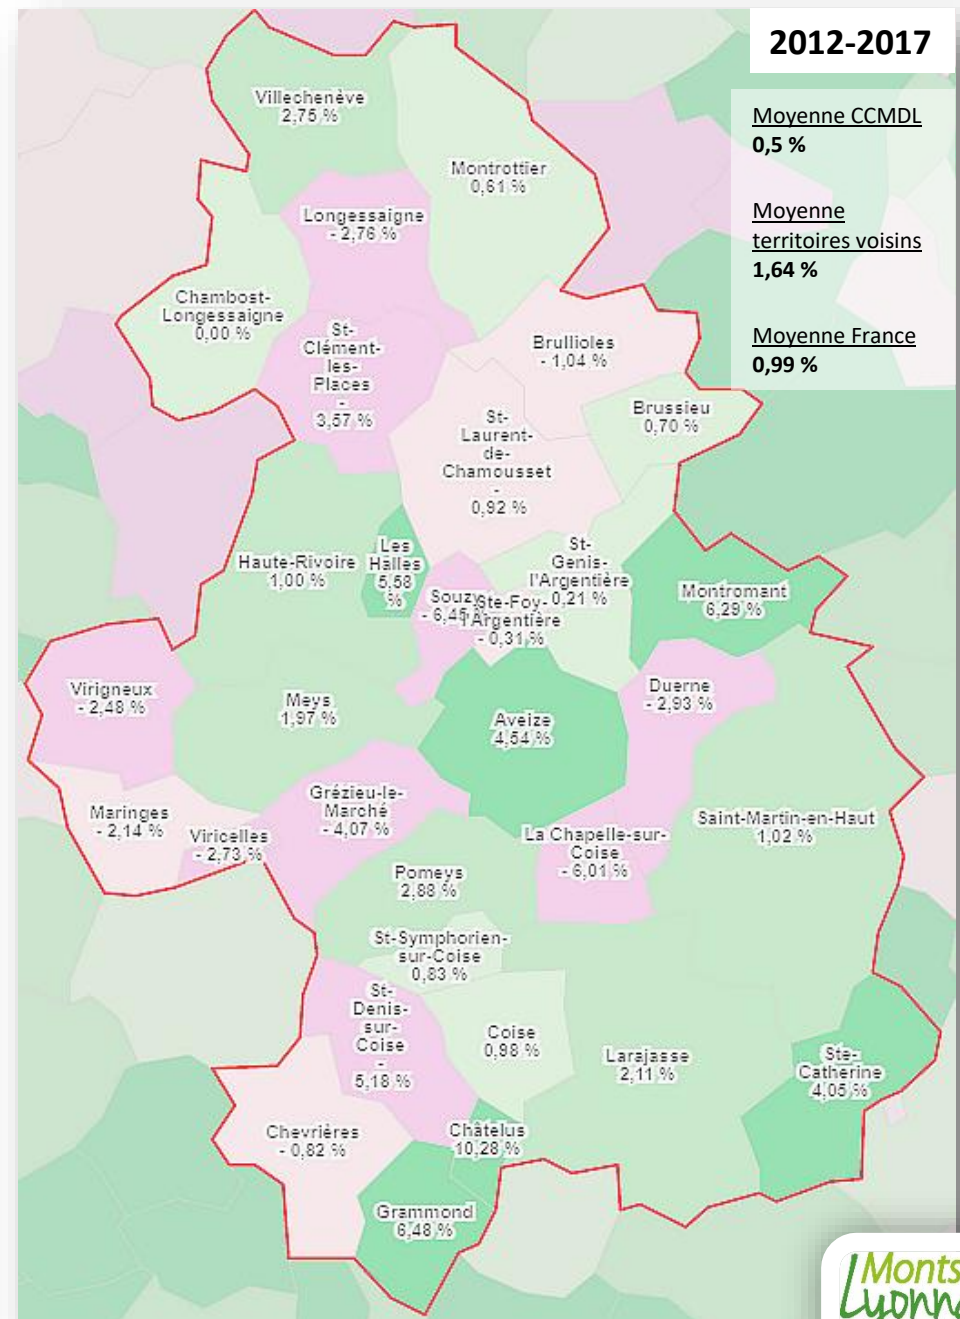 2012-2017
Moyenne CCMDL
0,5 %
Moyenne
territoires voisins
1,64 %
Moyenne France
0,99 %
Villechenève
2,75 %
Montrottier
0,61 %
Longessaigne
- 2,76 %
Chambost-
Longessaigne
0,00 %
St-
Clément-
les-
Places
-
3,57 %
Brullioles
- 1,04 %
Brussieu
0,70 %
St-
Laurent-
de-
Chamousset
-
0,92 %
Haute-Rivoire
1,00 %
Les
Halles
5,58
%
St-
Genis-
l'Argentière
0,21 %
Souzy
- 6,45 %
Ste-Foy-
l'Argentière
- 0,31 %
Montromant
6,29 %
Virigneux
- 2,48 %
Meys
1,97 %
Aveize
4,54 %
Duerne
- 2,93 %
Maringes
- 2,14 %
Viricelles
- 2,73 %
Grézieu-le-
Marché
- 4,07 %
La Chapelle-sur-
Coise
- 6,01 %
Saint-Martin-en-Haut
1,02 %
Pomeys
2,88 %
St-Symphorien-
sur-Coise
0,83 %
St-
Denis-
sur-
Coise
-
5,18 %
Coise
0,98 %
Larajasse
2,11 %
Ste-
Catherine
4,05 %
Chevrières
- 0,82 %
Châtelus
10,28 %
Grammond
6,48 %
Monts
Lyonna